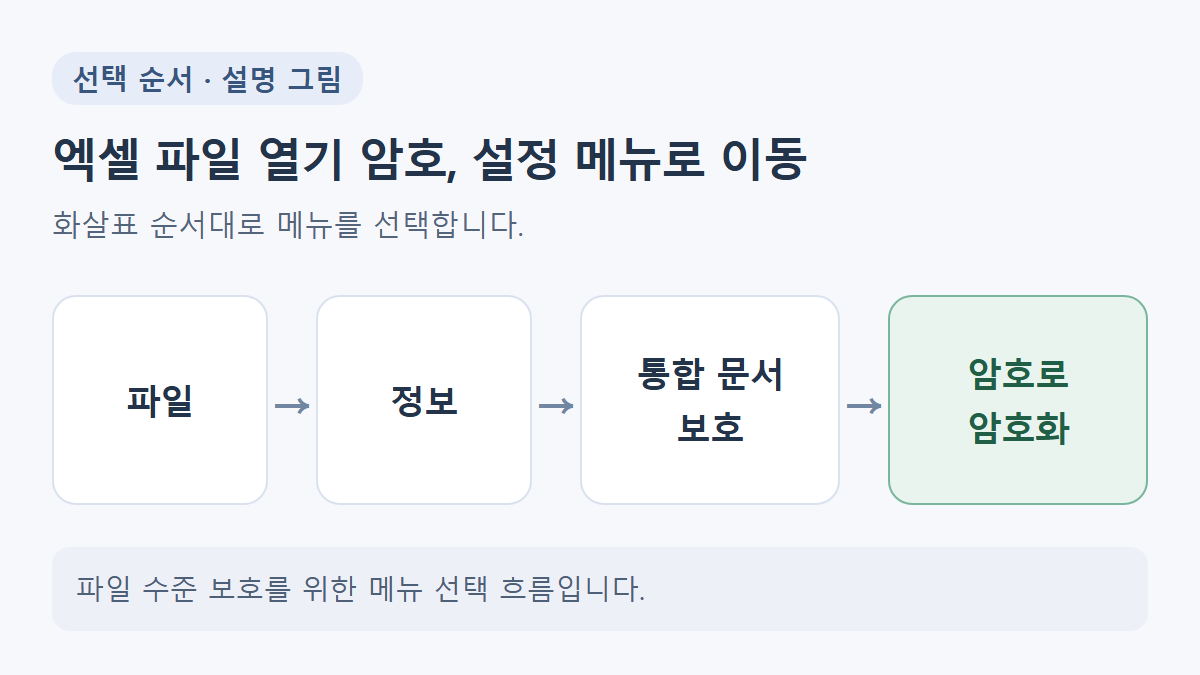 선택 순서 · 설명 그림
엑셀 파일 열기 암호, 설정 메뉴로 이동
화살표 순서대로 메뉴를 선택합니다.
파일
→
정보
→
통합 문서
보호
→
암호로
암호화
파일 수준 보호를 위한 메뉴 선택 흐름입니다.